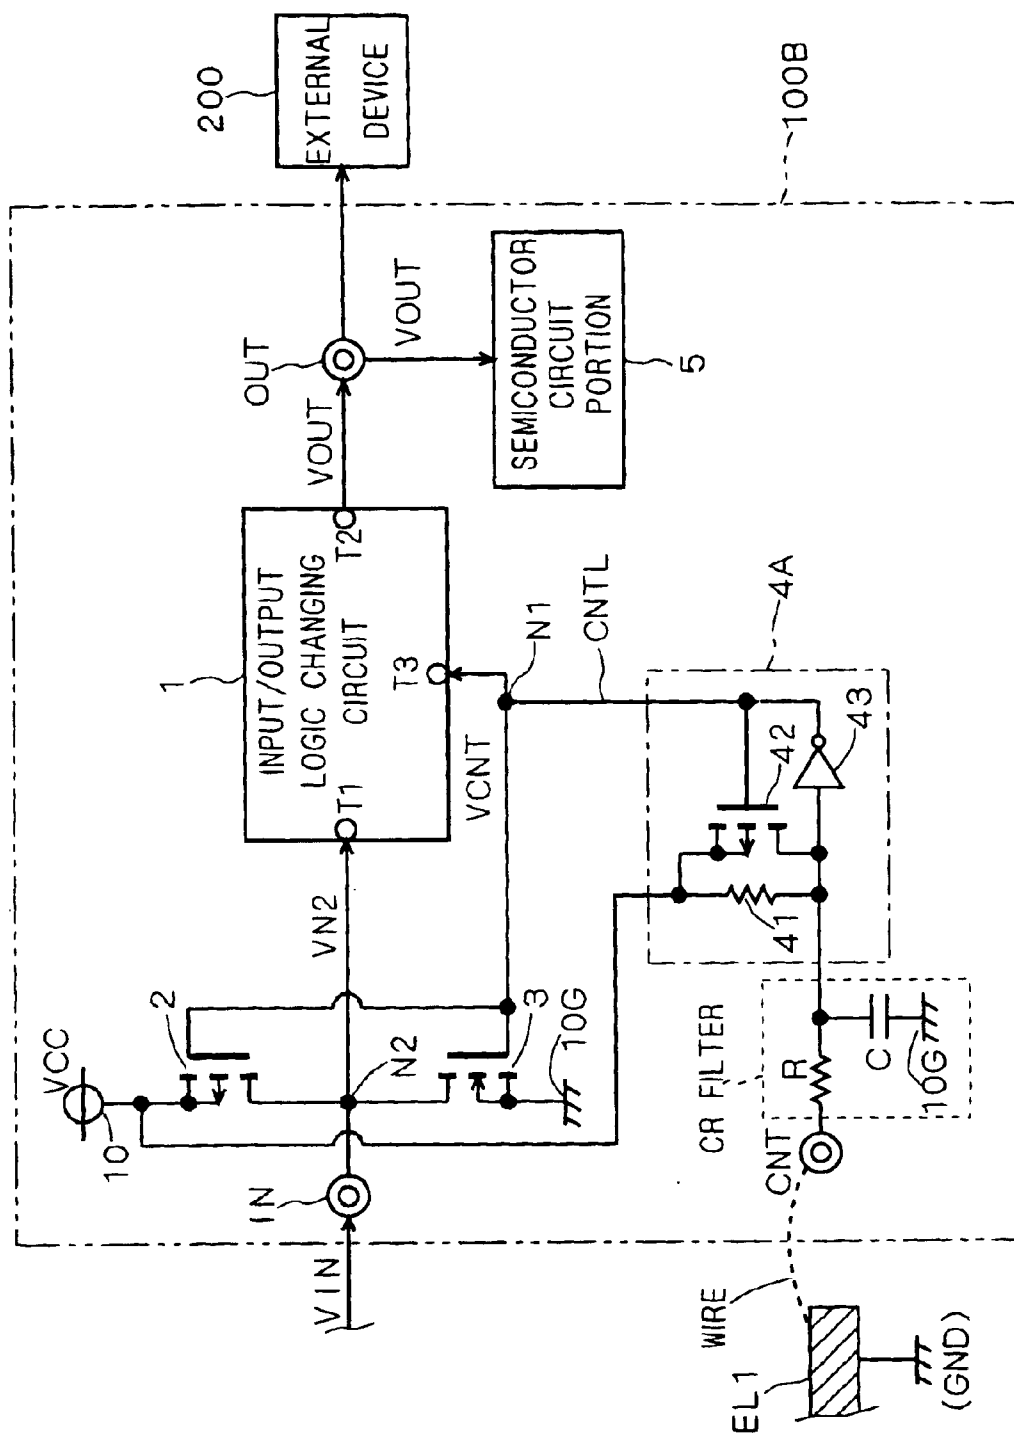 VCC
10
2
VIN
IN
N2
VN2
3
10G
1
INPUT/OUTPUT
LOGIC CHANGING
CIRCUIT
T1
T2
T3
VCNT
N1
CNTL
VOUT
OUT
VOUT
200
EXTERNAL
DEVICE
SEMICONDUCTOR
CIRCUIT
PORTION
5
100B
4A
41
42
43
CR FILTER
R
C
10G
CNT
WIRE
EL1
(GND)